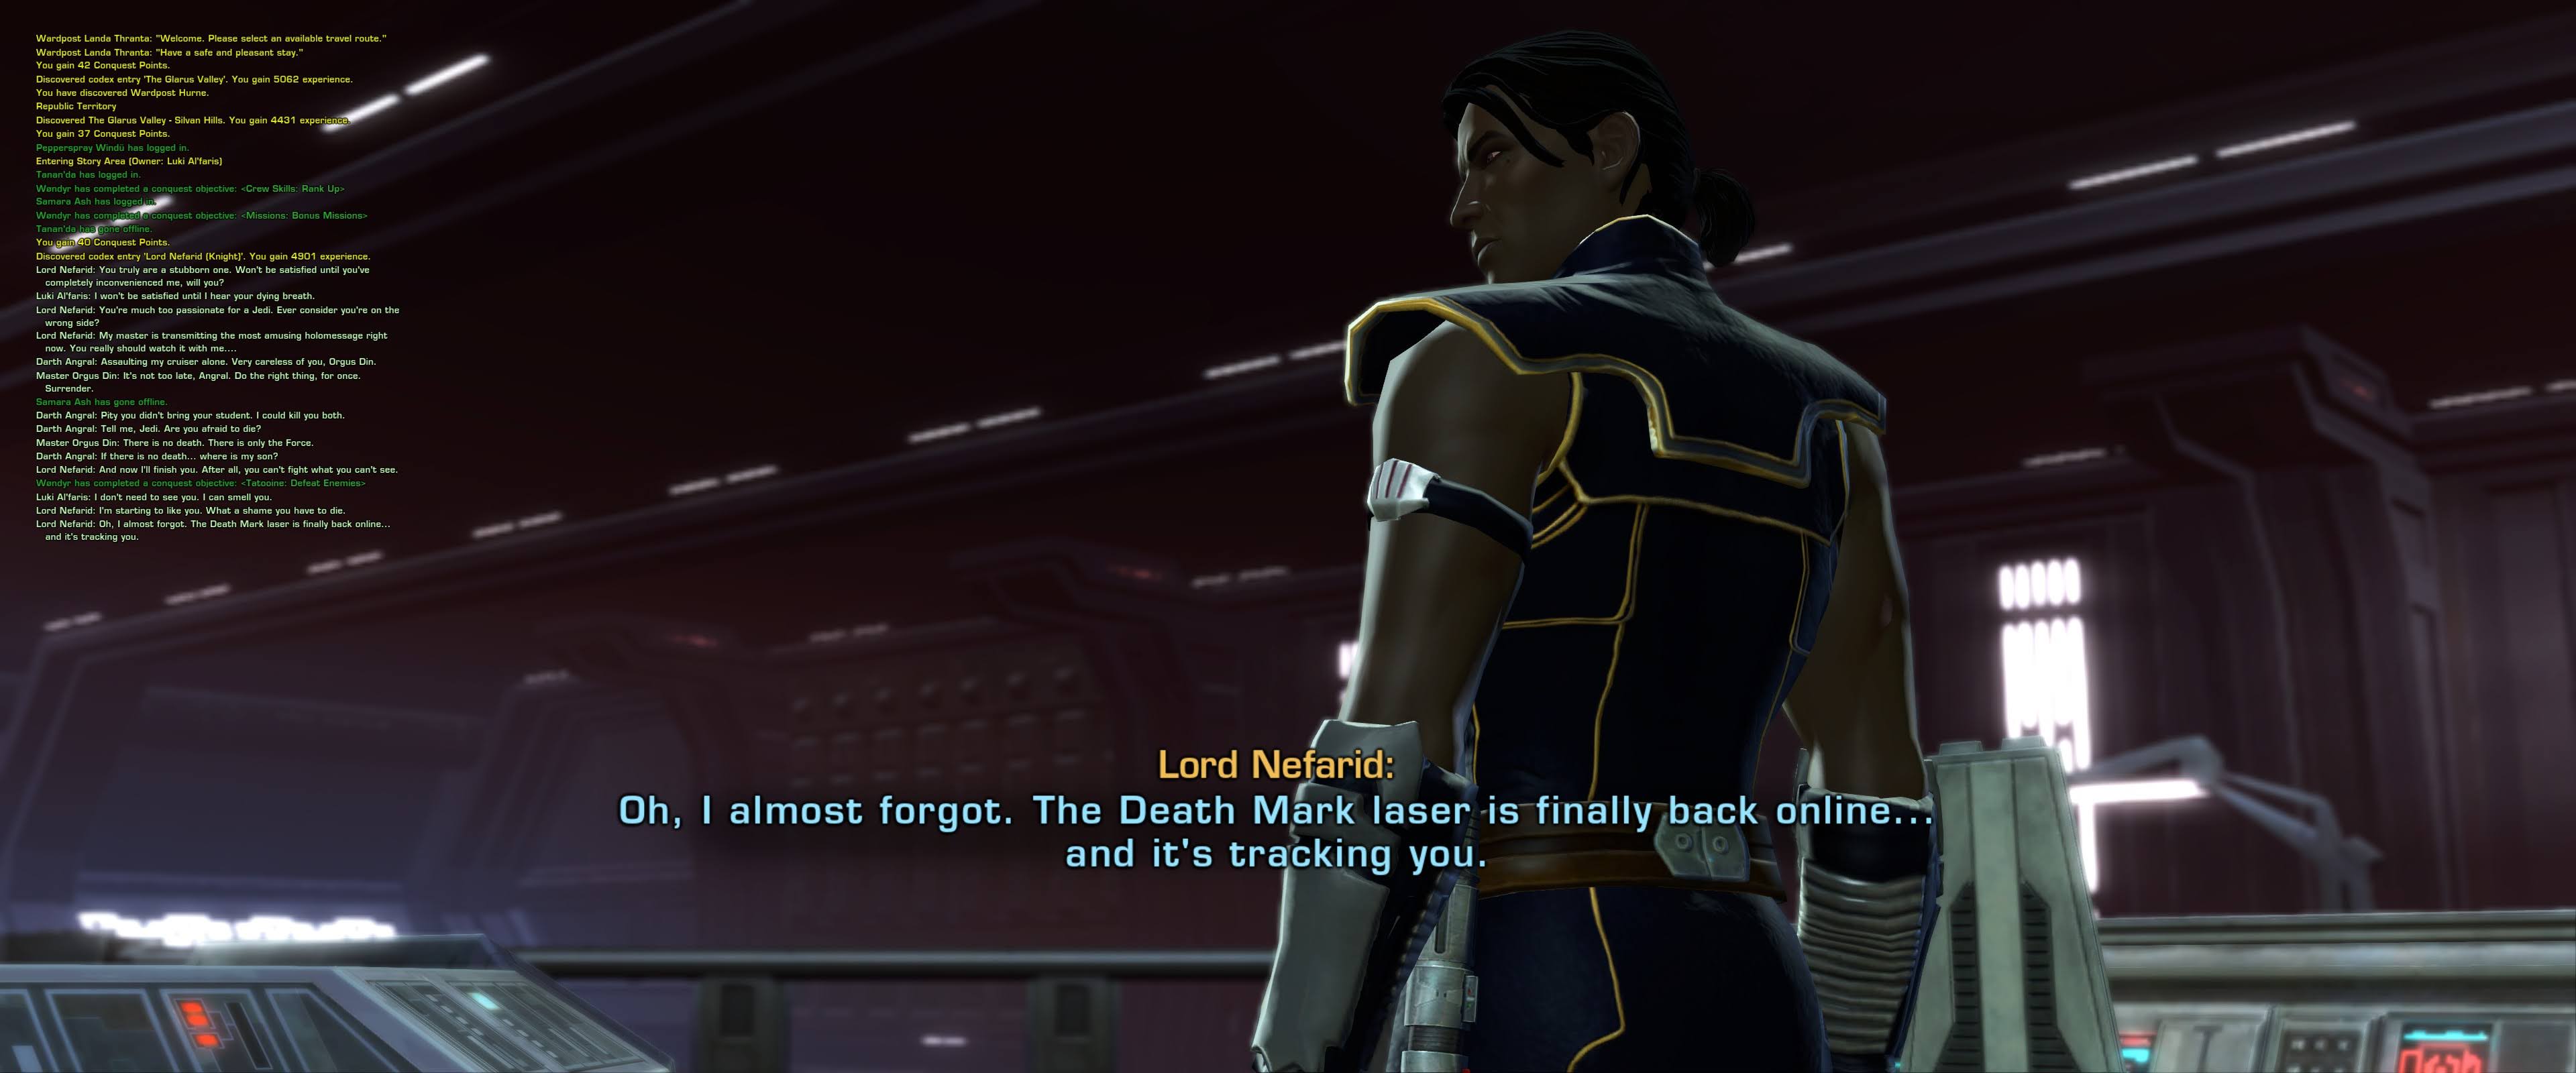 Wardpost Landa Thranta: "Welcome. Please select an available travel route."
Wardpost Landa Thranta: "Have a safe and pleasant stay."
You gain 42 Conquest Points.
Discovered codex entry 'The Glarus Valley'. You gain 5062 experience.
You have discovered Wardpost Hurne.
Republic Territory
Discovered The Glarus Valley - Silvan Hills. You gain 4431 experience.
You gain 37 Conquest Points.
Pepperspray Windü has logged in.
Entering Story Area (Owner: Luki Al'faris)
Tanan'da has logged in.
Wøndyr has completed a conquest objective: <Crew Skills: Rank Up>
Samara Ash has logged in.
Wøndyr has completed a conquest objective: <Missions: Bonus Missions>
Tanan'da has gone offline.
You gain 40 Conquest Points.
Discovered codex entry 'Lord Nefarid (Knight)'. You gain 4901 experience.
Lord Nefarid: You truly are a stubborn one. Won't be satisfied until you've
completely inconvenienced me, will you?
Luki Al'faris: I won't be satisfied until I hear your dying breath.
Lord Nefarid: You're much too passionate for a Jedi. Ever consider you're on the
wrong side?
Lord Nefarid: My master is transmitting the most amusing holomessage right
now. You really should watch it with me....
Darth Angral: Assaulting my cruiser alone. Very careless of you, Orgus Din.
Master Orgus Din: It's not too late, Angral. Do the right thing, for once.
Surrender.
Samara Ash has gone offline.
Darth Angral: Pity you didn't bring your student. I could kill you both.
Darth Angral: Tell me, Jedi. Are you afraid to die?
Master Orgus Din: There is no death. There is only the Force.
Darth Angral: If there is no death... where is my son?
Lord Nefarid: And now I'll finish you. After all, you can't fight what you can't see.
Wøndyr has completed a conquest objective: <Tatooine: Defeat Enemies>
Luki Al'faris: I don't need to see you. I can smell you.
Lord Nefarid: I'm starting to like you. What a shame you have to die.
Lord Nefarid: Oh, I almost forgot. The Death Mark laser is finally back online...
and it's tracking you.
Lord Nefarid:
Oh, I almost forgot. The Death Mark laser is finally back online...
and it's tracking you.